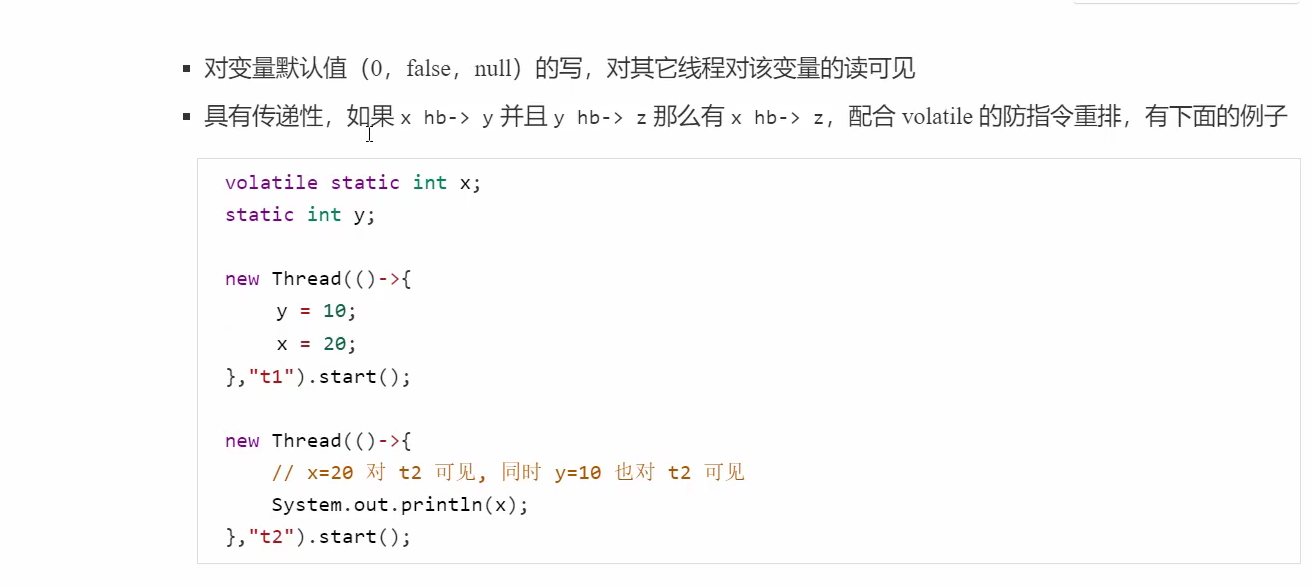 ▪ 对变量默认值（0，false，null）的写，对其它线程对该变量的读可见
▪ 具有传递性，如果 x hb-> y 并且 y hb-> z 那么有 x hb-> z，配合 volatile 的防指令重排，有下面的例子
volatile static int x;
static int y;
new Thread(()->{
y = 10;
x = 20;
},"t1").start();
new Thread(()->{
// x=20 对 t2 可见, 同时 y=10 也对 t2 可见
System.out.println(x);
},"t2").start();